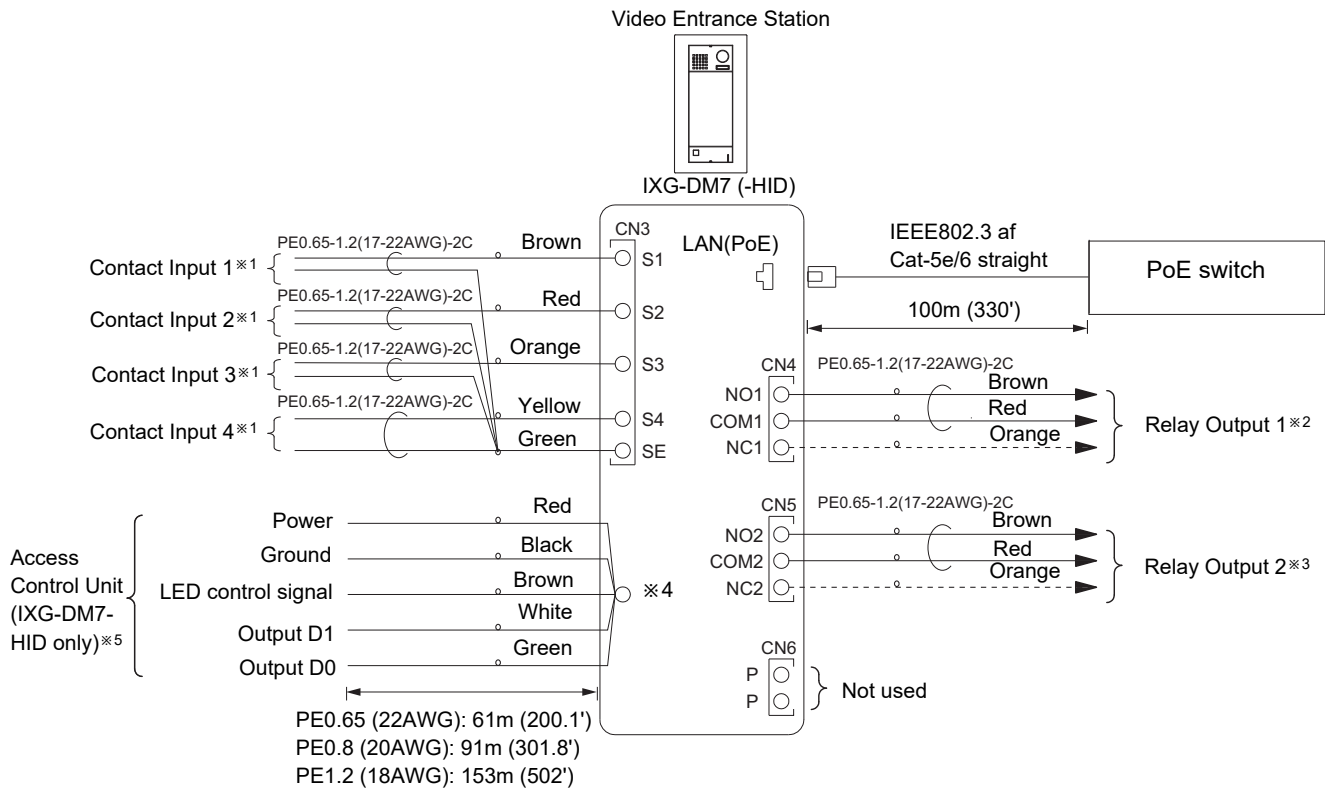 Video Entrance Station
IXG-DM7 (-HID)
CN3
LAN(PoE)
IEEE802.3 af
Cat-5e/6 straight
PoE switch
100m (330')
Contact Input 1※1
PE0.65-1.2(17-22AWG)-2C
Brown
S1
Contact Input 2※1
PE0.65-1.2(17-22AWG)-2C
Red
S2
Contact Input 3※1
PE0.65-1.2(17-22AWG)-2C
Orange
S3
Contact Input 4※1
PE0.65-1.2(17-22AWG)-2C
Yellow
S4
Green
SE
CN4
PE0.65-1.2(17-22AWG)-2C
NO1
Brown
COM1
Red
NC1
Orange
Relay Output 1※2
CN5
PE0.65-1.2(17-22AWG)-2C
NO2
Brown
COM2
Red
NC2
Orange
Relay Output 2※3
CN6
P
P
Not used
Access
Control Unit
(IXG-DM7-
HID only)※5
Power
Red
Ground
Black
LED control signal
Brown
※4
Output D1
White
Output D0
Green
PE0.65 (22AWG): 61m (200.1')
PE0.8 (20AWG): 91m (301.8')
PE1.2 (18AWG): 153m (502')